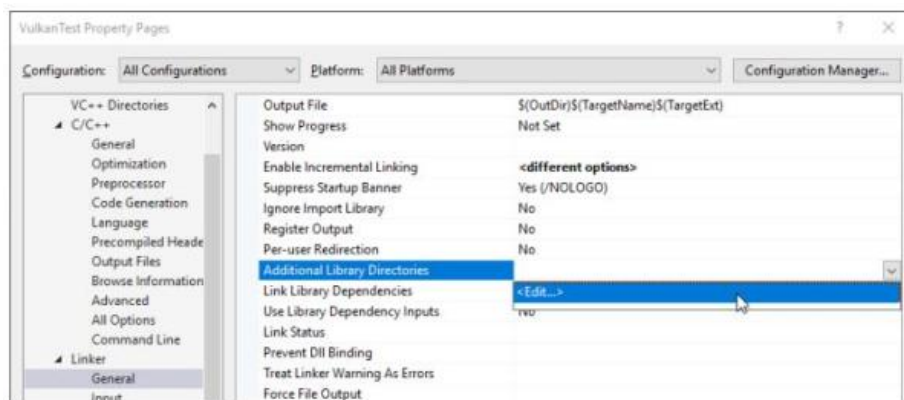 VulkanTest Property Pages ? ×
Configuration: All Configurations Platform: All Platforms Configuration Manager...
VC++ Directories
C/C++
General
Optimization
Preprocessor
Code Generation
Language
Precompiled Heade
Output Files
Browse Information
Advanced
All Options
Command Line
Linker
General
Input
Output File $(OutDir)$(TargetName)$(TargetExt)
Show Progress Not Set
Version
Enable Incremental Linking <different options>
Suppress Startup Banner Yes (/NOLOGO)
Ignore Import Library No
Register Output No
Per-user Redirection No
Additional Library Directories
Link Library Dependencies <Edit...>
Use Library Dependency Inputs No
Link Status
Prevent Dll Binding
Treat Linker Warning As Errors
Force File Output